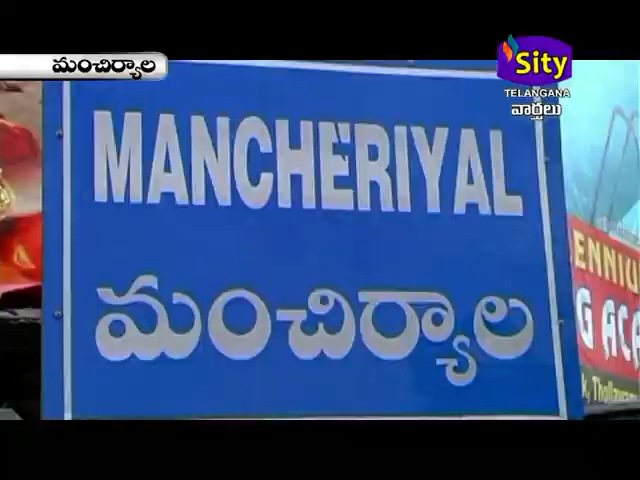 మంచిర్యాల
Sity
TELANGANA
వార్తలు
MANCHERIYAL
మంచిర్యాల
ENNIU
G ACA